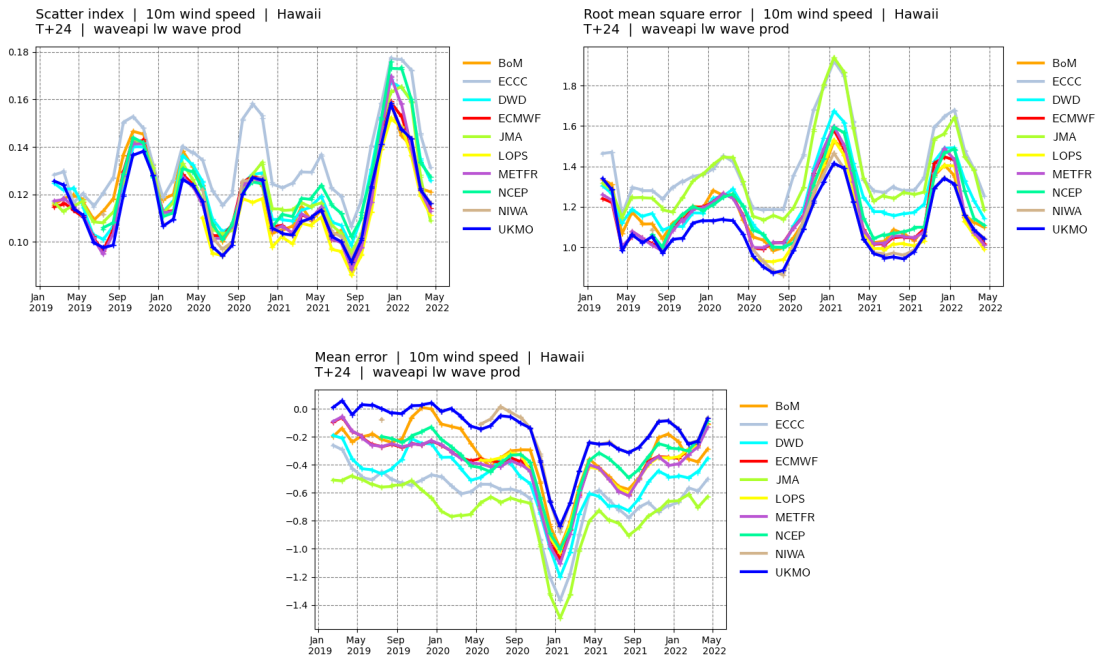 Scatter index | 10m wind speed | Hawaii
T+24 | waveapi lw wave prod
0.18
0.16
0.14
0.12
0.10
Jan 2019
May 2019
Sep 2019
Jan 2020
May 2020
Sep 2020
Jan 2021
May 2021
Sep 2021
Jan 2022
May 2022
BoM
ECCC
DWD
ECMWF
JMA
LOPS
METFR
NCEP
NIWA
UKMO
Root mean square error | 10m wind speed | Hawaii
T+24 | waveapi lw wave prod
1.8
1.6
1.4
1.2
1.0
Jan 2019
May 2019
Sep 2019
Jan 2020
May 2020
Sep 2020
Jan 2021
May 2021
Sep 2021
Jan 2022
May 2022
BoM
ECCC
DWD
ECMWF
JMA
LOPS
METFR
NCEP
NIWA
UKMO
Mean error | 10m wind speed | Hawaii
T+24 | waveapi lw wave prod
0.0
−0.2
−0.4
−0.6
−0.8
−1.0
−1.2
−1.4
Jan 2019
May 2019
Sep 2019
Jan 2020
May 2020
Sep 2020
Jan 2021
May 2021
Sep 2021
Jan 2022
May 2022
BoM
ECCC
DWD
ECMWF
JMA
LOPS
METFR
NCEP
NIWA
UKMO